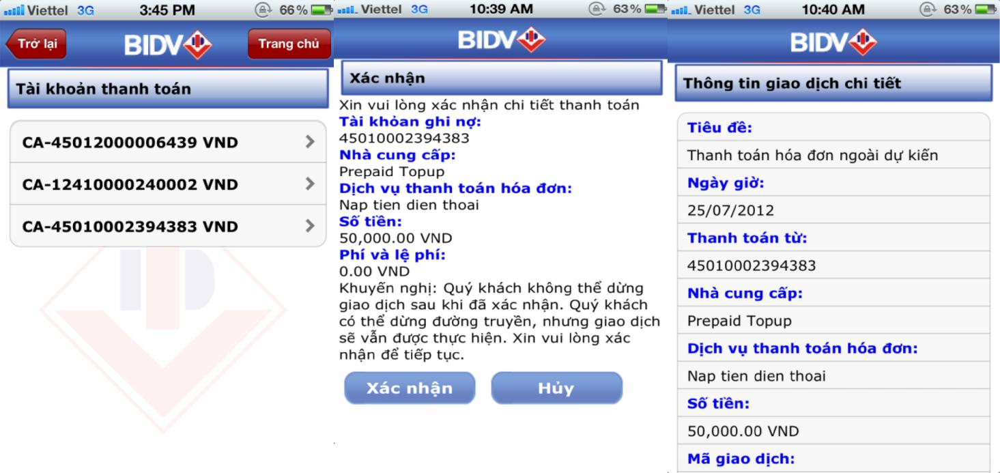 Viettel 3G 3:45 PM 66%
Trở lại BIDV Trang chủ
Tài khoản thanh toán
CA-45012000006439 VND
CA-12410000240002 VND
CA-45010002394383 VND
Viettel 3G 10:39 AM 63%
BIDV
Xác nhận
Xin vui lòng xác nhận chi tiết thanh toán
Tài khỏan ghi nợ:
45010002394383
Nhà cung cấp:
Prepaid Topup
Dịch vụ thanh toán hóa đơn:
Nap tien dien thoai
Số tiền:
50,000.00 VND
Phí và lệ phí:
0.00 VND
Khuyến nghị: Quý khách không thể dừng
giao dịch sau khi đã xác nhận. Quý khách
có thể dừng đường truyền, nhưng giao dịch
sẽ vẫn được thực hiện. Xin vui lòng xác
nhận để tiếp tục.
Xác nhận Hủy
Viettel 3G 10:40 AM 63%
BIDV
Thông tin giao dịch chi tiết
Tiêu đề:
Thanh toán hóa đơn ngoài dự kiến
Ngày giờ:
25/07/2012
Thanh toán từ:
45010002394383
Nhà cung cấp:
Prepaid Topup
Dịch vụ thanh toán hóa đơn:
Nap tien dien thoai
Số tiền:
50,000.00 VND
Mã giao dịch: